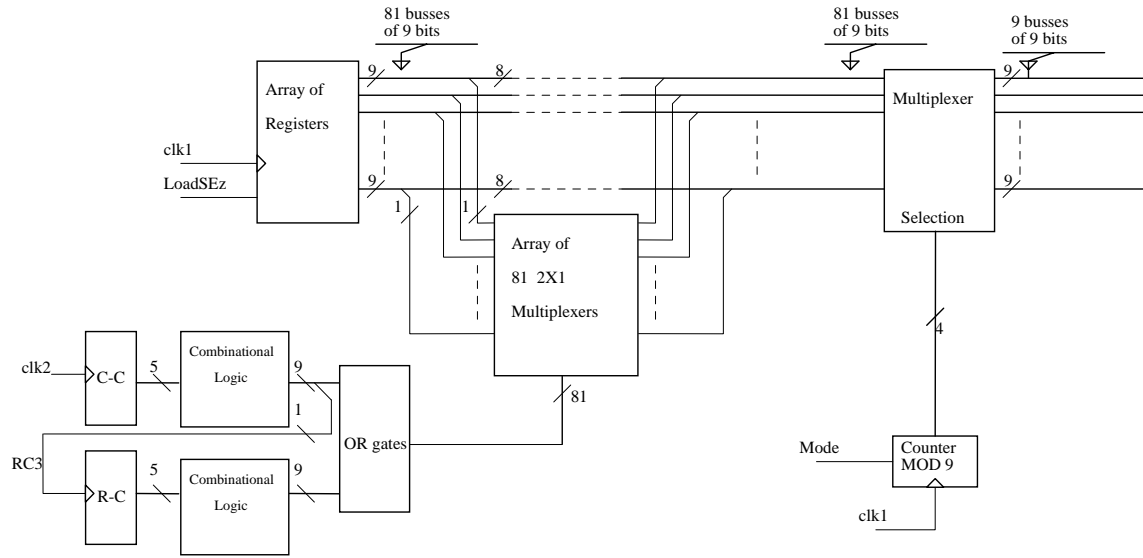 81 busses
of 9 bits
81 busses
of 9 bits
9 busses
of 9 bits
9
8
9
Array of
Registers
Multiplexer
clk1
LoadSEz
9
8
9
1
1
Selection
Array of
81 2X1
Multiplexers
4
clk2
C-C
5
Combinational
Logic
9
81
1
OR gates
RC3
Mode
Counter
MOD 9
R-C
5
Combinational
Logic
9
clk1